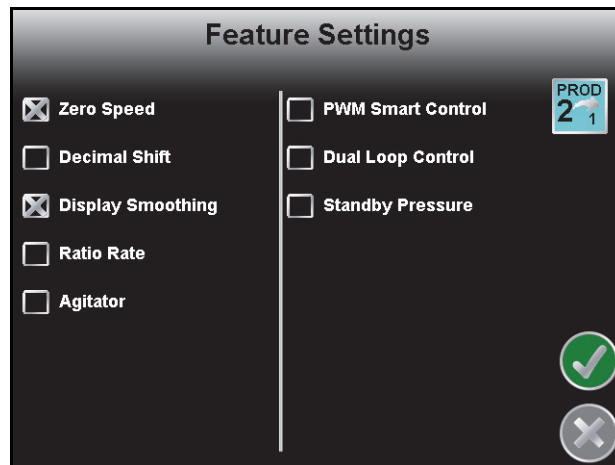 Feature Settings
Zero Speed
Decimal Shift
Display Smoothing
Ratio Rate
Agitator
PWM Smart Control
Dual Loop Control
Standby Pressure
PROD
2 1